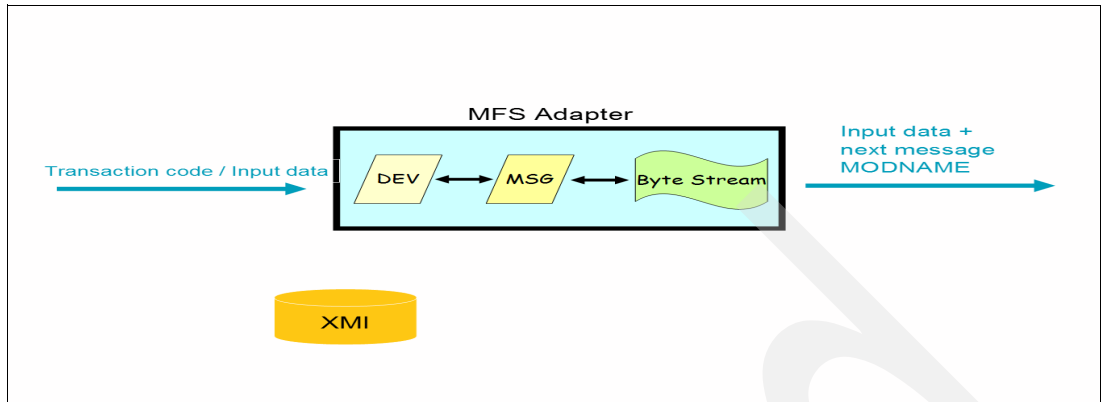 MFS Adapter
Transaction code / Input data
DEV
MSG
Byte Stream
Input data +
next message
MODNAME
XMI